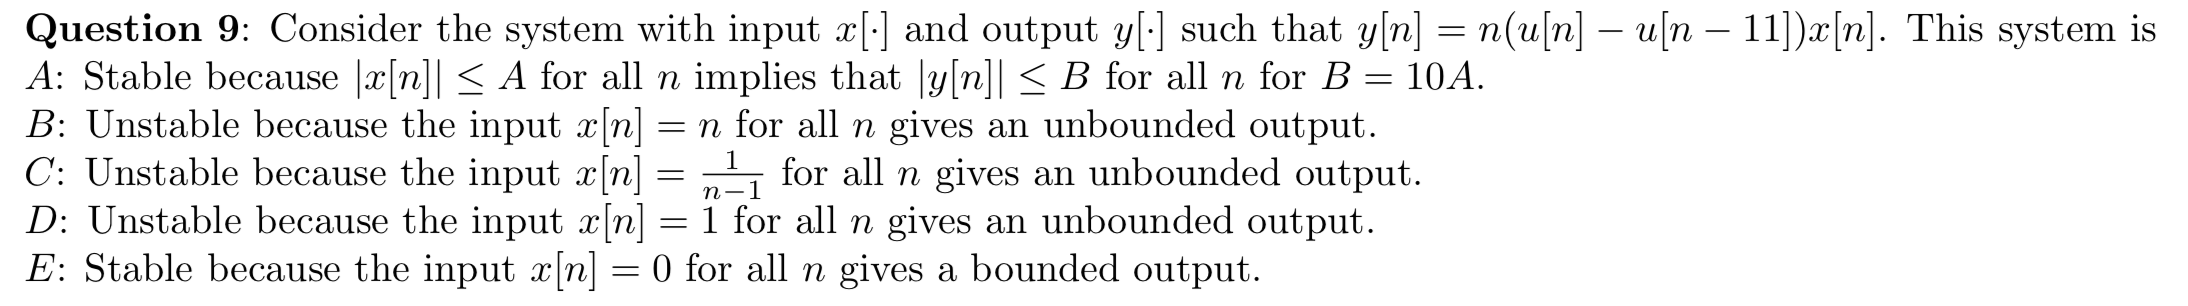 Question 9: Consider the system with input x[·] and output y[·] such that y[n] = n(u[n] − u[n − 11])x[n]. This system is
A: Stable because |x[n]| ≤ A for all n implies that |y[n]| ≤ B for all n for B = 10A.
B: Unstable because the input x[n] = n for all n gives an unbounded output.
C: Unstable because the input x[n] = 1/(n−1) for all n gives an unbounded output.
D: Unstable because the input x[n] = 1 for all n gives an unbounded output.
E: Stable because the input x[n] = 0 for all n gives a bounded output.